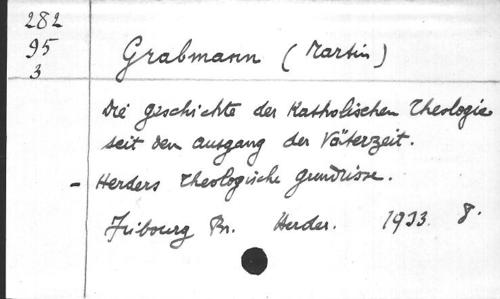 282
95
3
Grabmann (Martin)
Die geschichte der Katholischen Theologie
seit den ausgang der Väterzeit.
- Herders Theologische grundrisse.
Fribourg Br. Herder. 1933. 8.